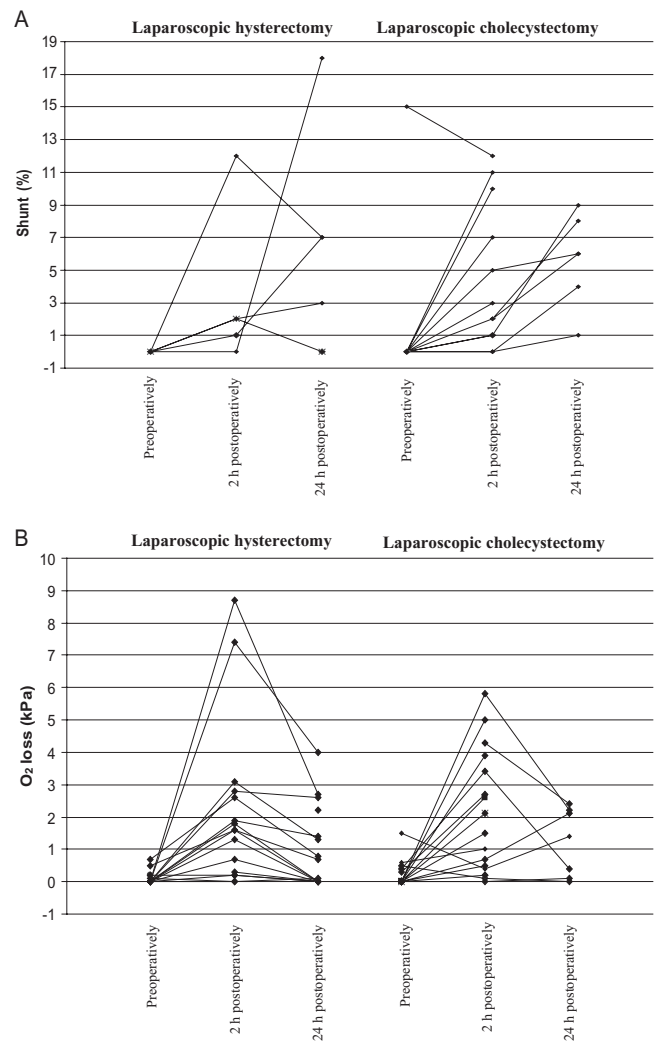 A
Laparoscopic hysterectomy Laparoscopic cholecystectomy
19
17
15
13
11
9
7
5
3
1
-1
Shunt (%)
Preoperatively
2 h postoperatively
24 h postoperatively
Preoperatively
2 h postoperatively
24 h postoperatively
B
Laparoscopic hysterectomy Laparoscopic cholecystectomy
10
9
8
7
6
5
4
3
2
1
0
-1
O₂ loss (kPa)
Preoperatively
2 h postoperatively
24 h postoperatively
Preoperatively
2 h postoperatively
24 h postoperatively